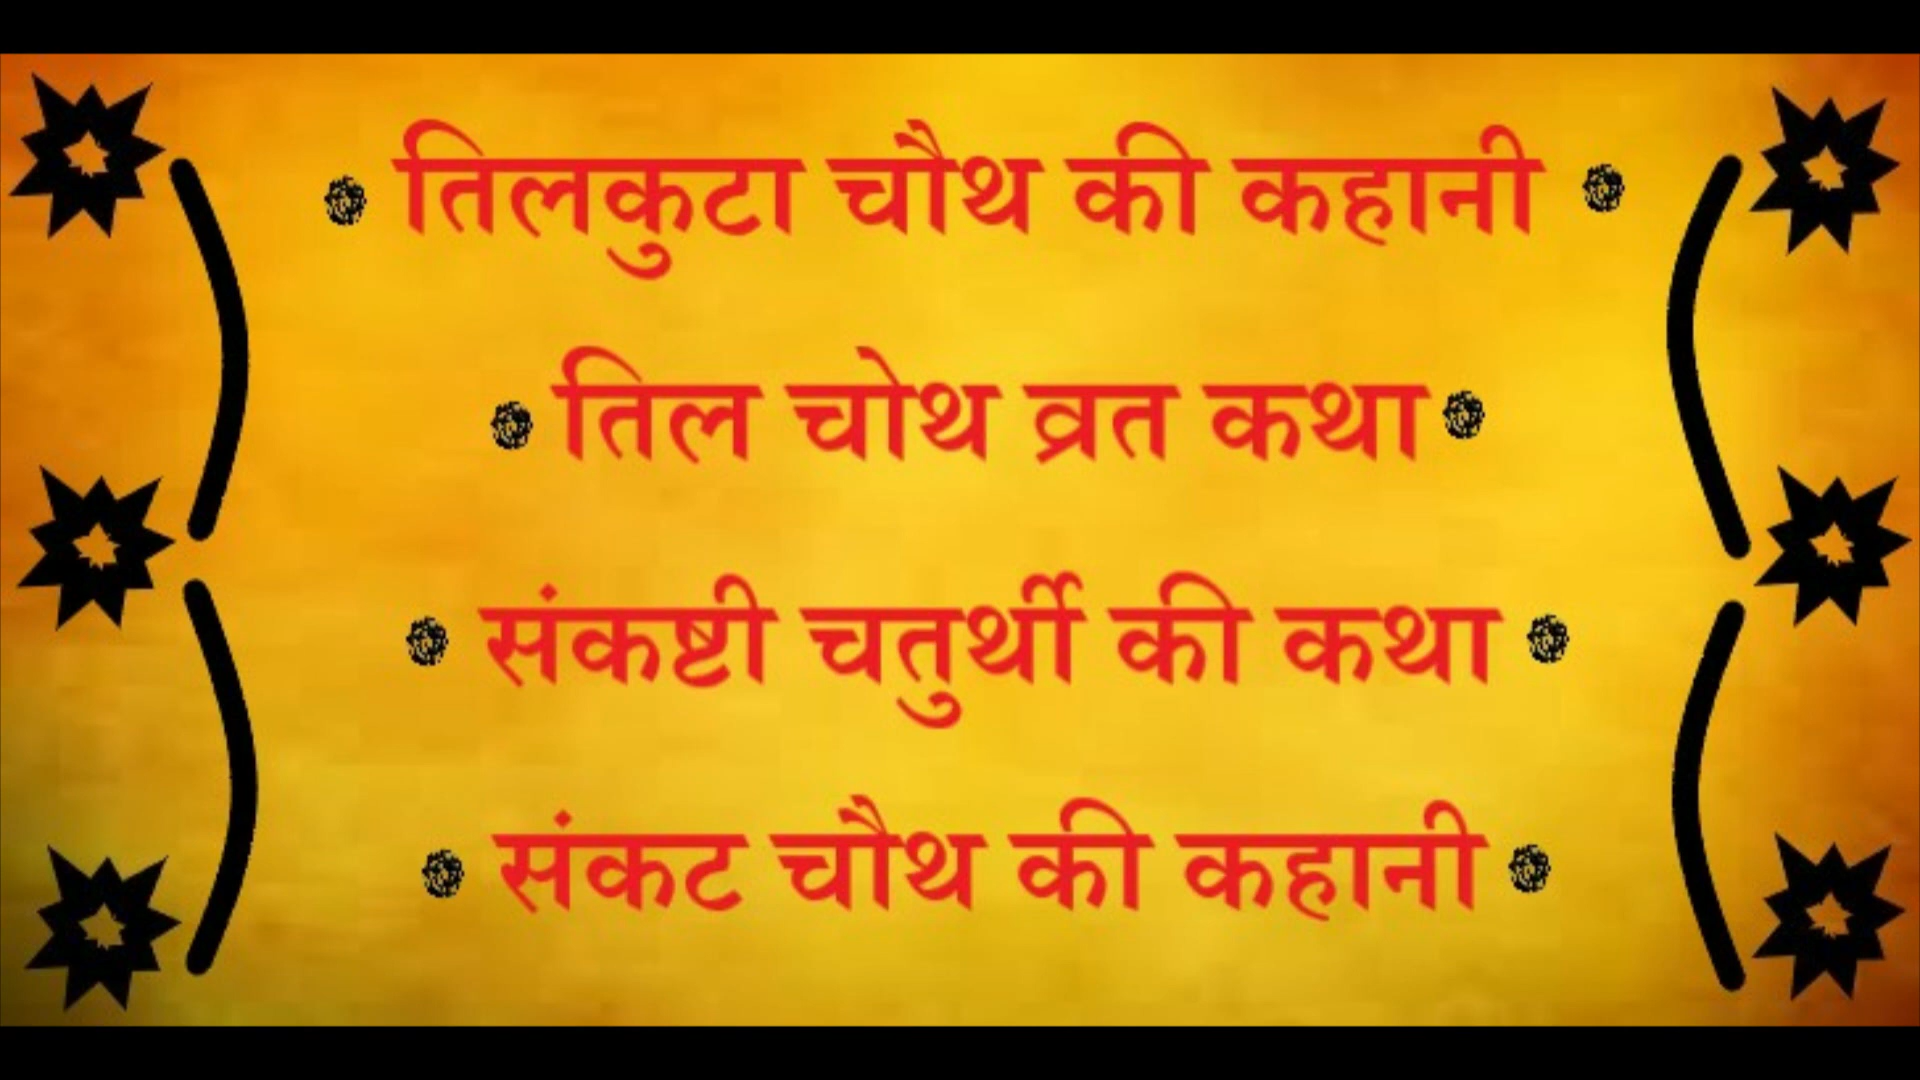 तिलकुटा चौथ की कहानी
तिल चोथ व्रत कथा
संकष्टी चतुर्थी की कथा
संकट चौथ की कहानी